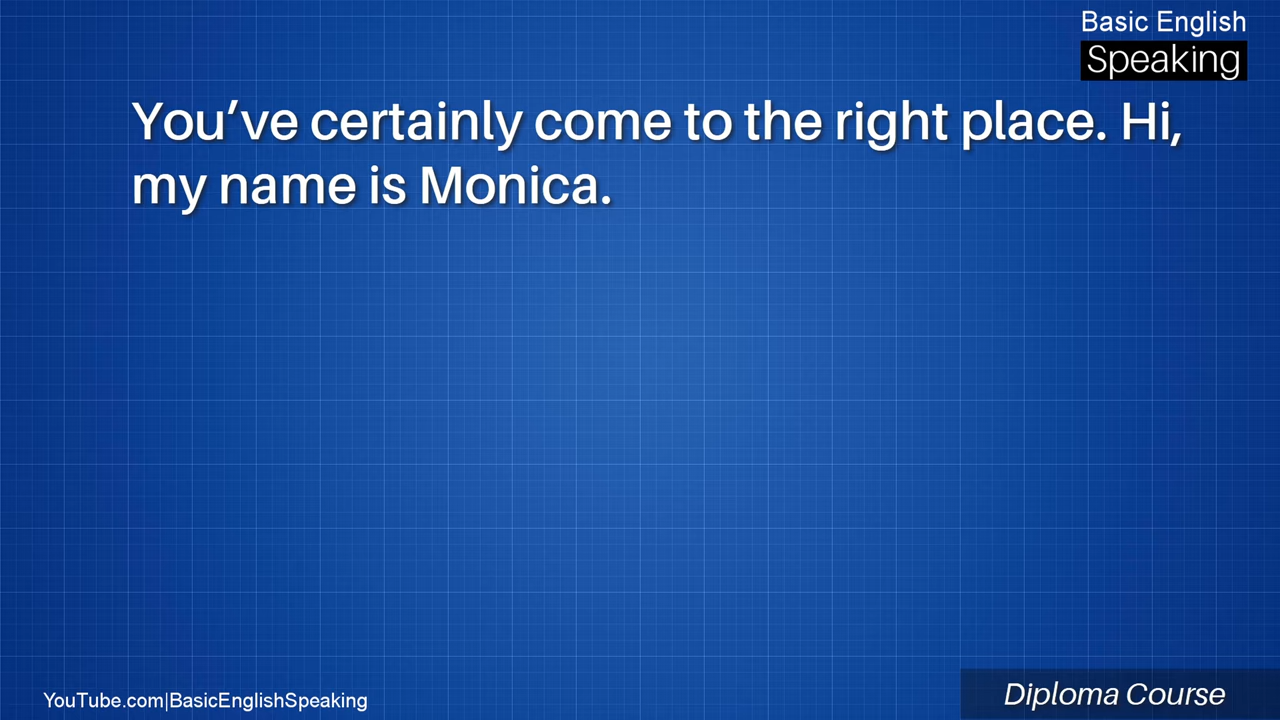 Basic English
Speaking
You’ve certainly come to the right place. Hi,
my name is Monica.
YouTube.com|BasicEnglishSpeaking
Diploma Course